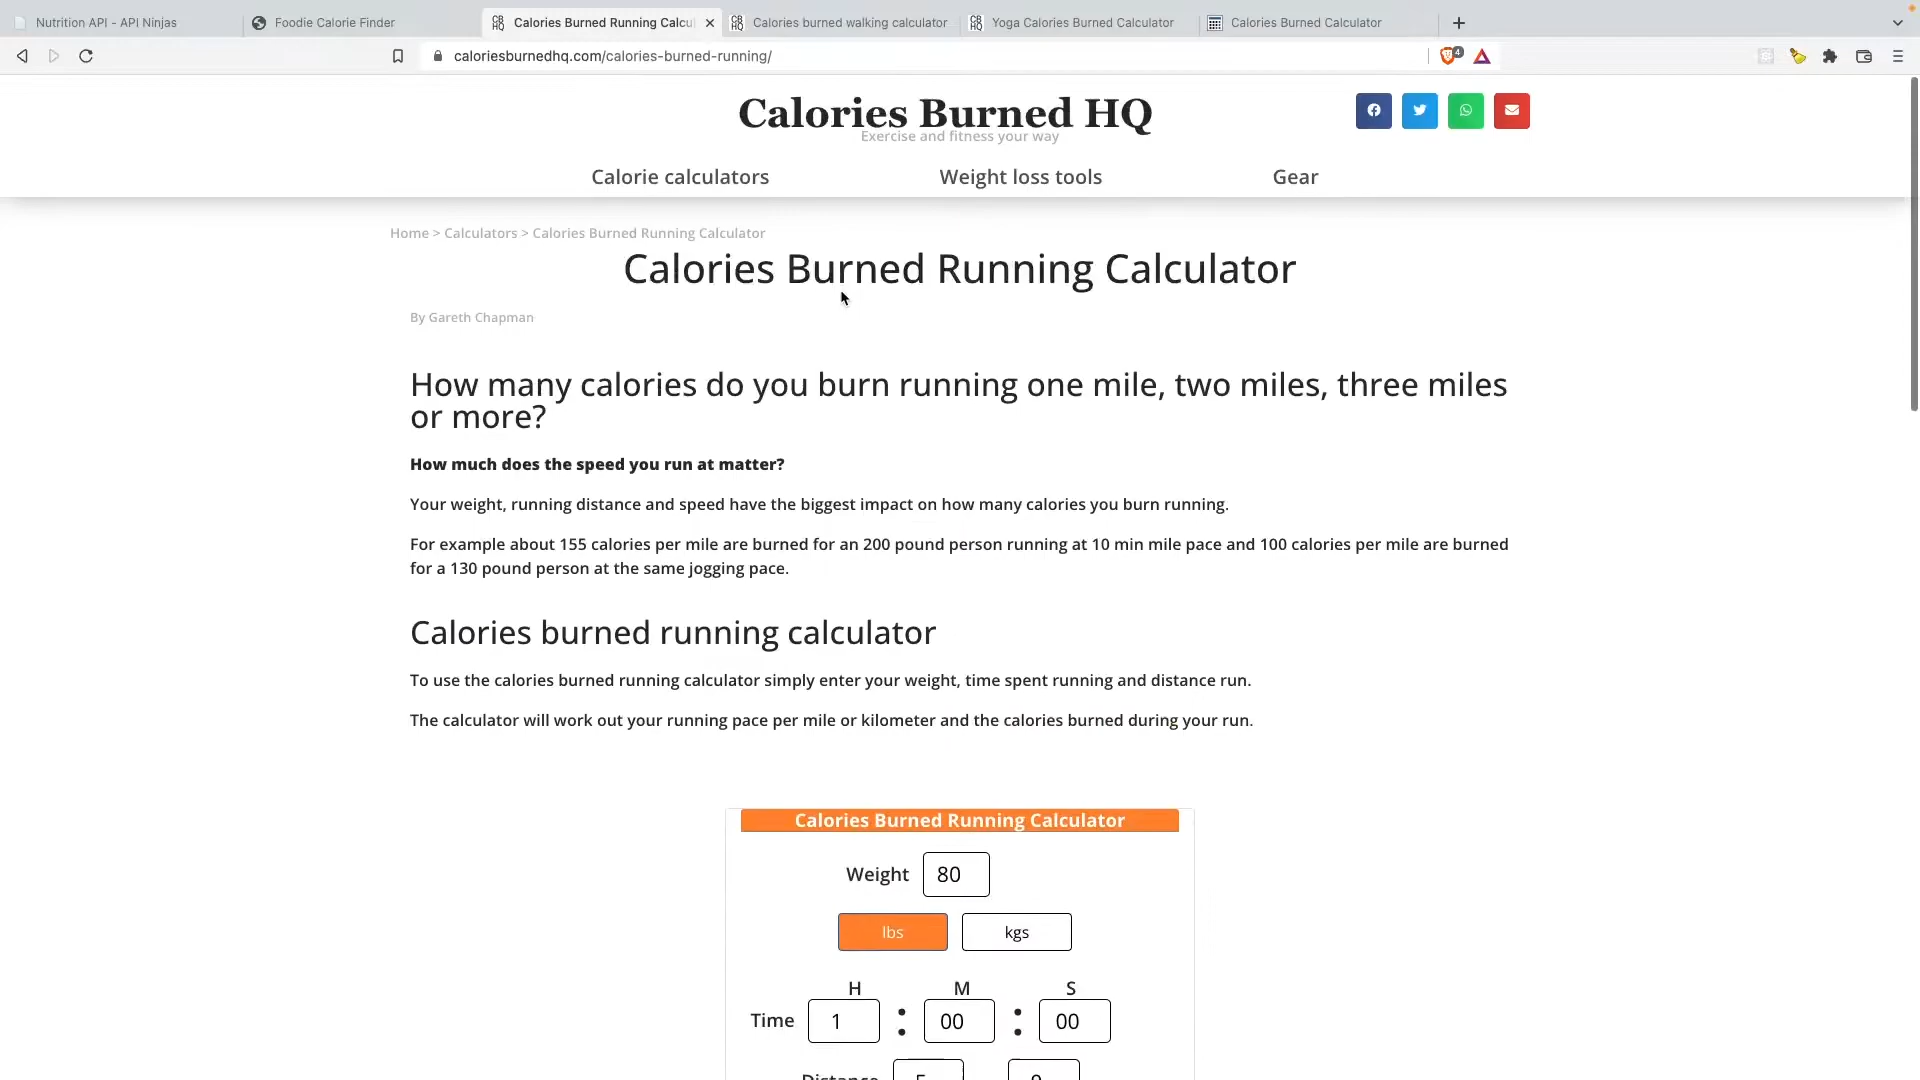 Nutrition API - API Ninjas
Foodie Calorie Finder
Calories Burned Running Calcu
Calories burned walking calculator
Yoga Calories Burned Calculator
Calories Burned Calculator
caloriesburnedhq.com/calories-burned-running/
4
Calories Burned HQ
Exercise and fitness your way
Calorie calculators
Weight loss tools
Gear
Home > Calculators > Calories Burned Running Calculator
Calories Burned Running Calculator
By Gareth Chapman
How many calories do you burn running one mile, two miles, three miles
or more?
How much does the speed you run at matter?
Your weight, running distance and speed have the biggest impact on how many calories you burn running.
For example about 155 calories per mile are burned for an 200 pound person running at 10 min mile pace and 100 calories per mile are burned
for a 130 pound person at the same jogging pace.
Calories burned running calculator
To use the calories burned running calculator simply enter your weight, time spent running and distance run.
The calculator will work out your running pace per mile or kilometer and the calories burned during your run.
Calories Burned Running Calculator
Weight 80
lbs kgs
H M S
Time 1 : 00 : 00
Distance